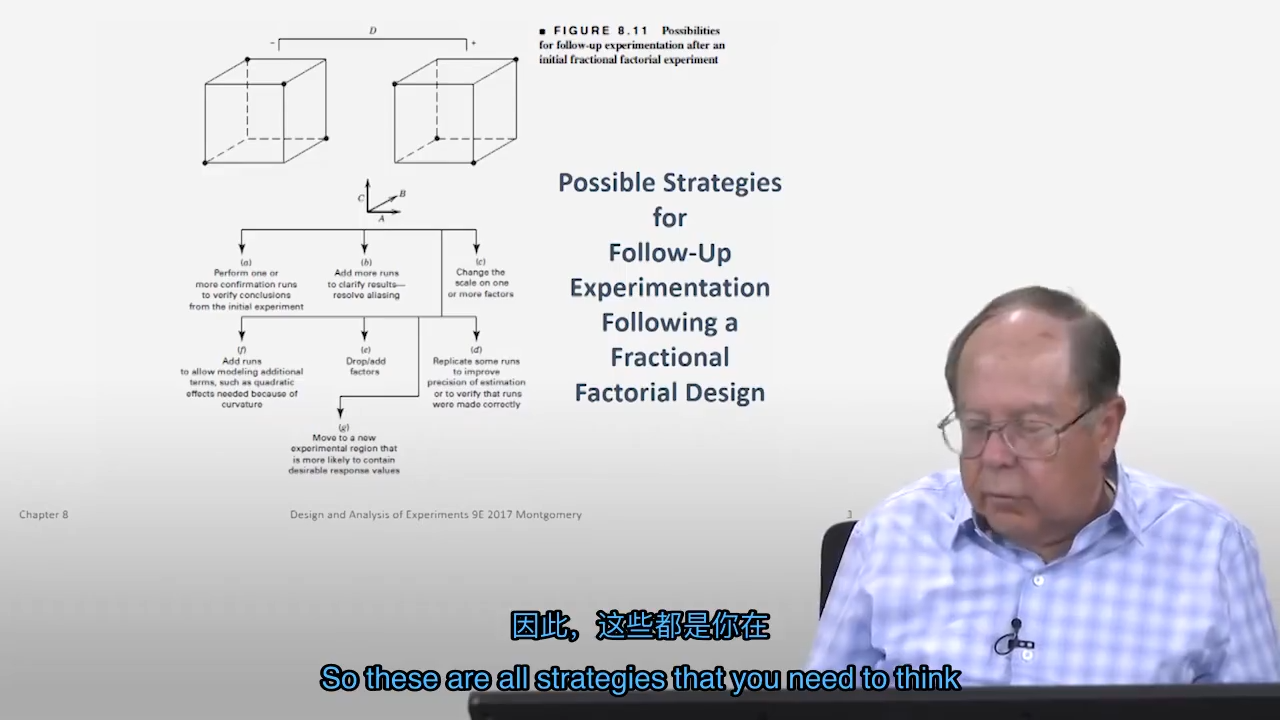 D
− +
■ FIGURE 8.11 Possibilities
for follow-up experimentation after an
initial fractional factorial experiment
C B
A
Possible Strategies
for
Follow-Up
Experimentation
Following a
Fractional
Factorial Design
(a)
Perform one or
more confirmation runs
to verify conclusions
from the initial experiment
(b)
Add more runs
to clarify results—
resolve aliasing
(c)
Change the
scale on one
or more factors
(f)
Add runs
to allow modeling additional
terms, such as quadratic
effects needed because of
curvature
(e)
Drop/add
factors
(d)
Replicate some runs
to improve
precision of estimation
or to verify that runs
were made correctly
(g)
Move to a new
experimental region that
is more likely to contain
desirable response values
Chapter 8
Design and Analysis of Experiments 9E 2017 Montgomery
3
因此，这些都是你在
So these are all strategies that you need to think